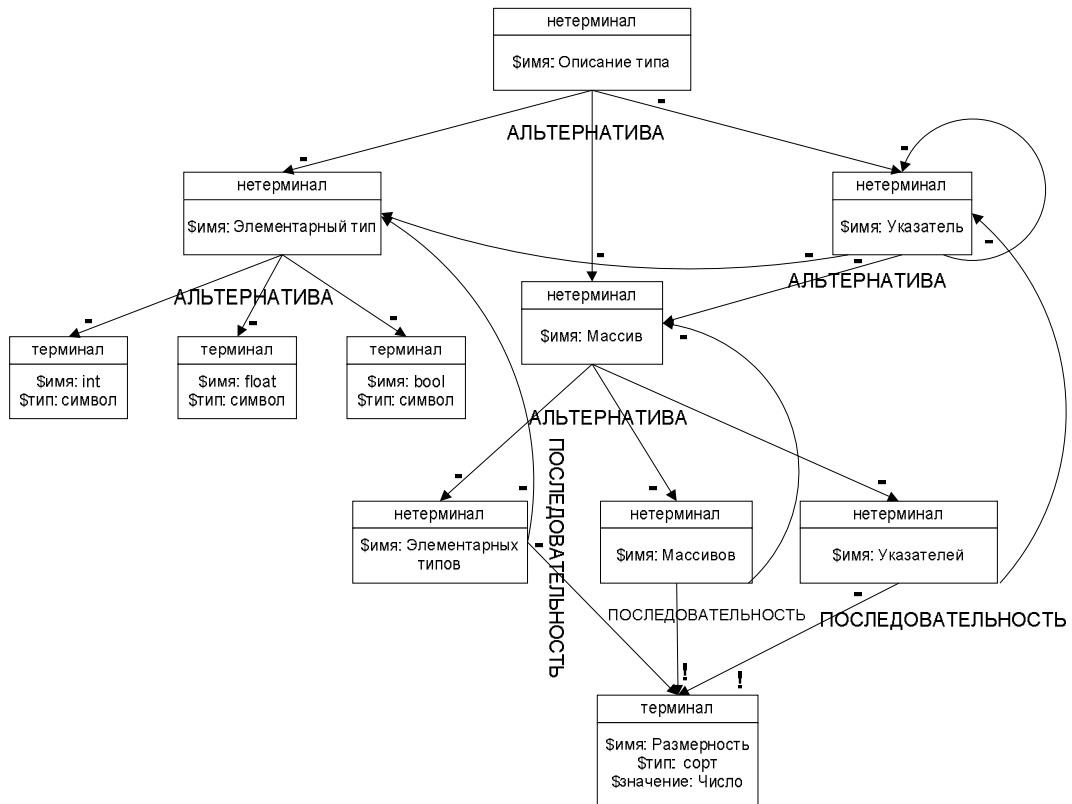 нетерминал
$имя: Описание типа
-
АЛЬТЕРНАТИВА
-
-
нетерминал
$имя: Элементарный тип
нетерминал
$имя: Указатель
-
-
-
-
АЛЬТЕРНАТИВА
АЛЬТЕРНАТИВА
нетерминал
$имя: Массив
-
-
-
-
терминал
$имя: int
$тип: символ
терминал
$имя: float
$тип: символ
терминал
$имя: bool
$тип: символ
АЛЬТЕРНАТИВА
ПОСЛЕДОВАТЕЛЬНОСТЬ
-
-
-
-
нетерминал
$имя: Элементарных
типов
нетерминал
$имя: Массивов
нетерминал
$имя: Указателей
-
-
ПОСЛЕДОВАТЕЛЬНОСТЬ
ПОСЛЕДОВАТЕЛЬНОСТЬ
!
!
терминал
$имя: Размерность
$тип: сорт
$значение: Число